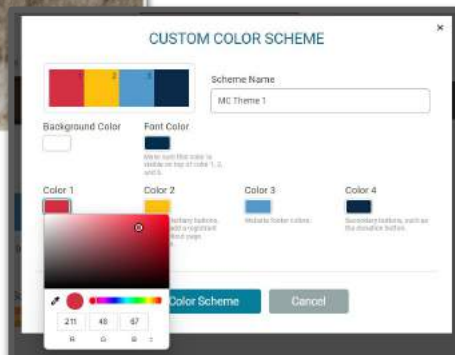 CUSTOM COLOR SCHEME
×
1 2 3
Scheme Name
MC Theme 1
Background Color Font Color
Make sure this color is
visible on top of color 1, 2,
and 3.
Color 1 Color 2 Color 3 Color 4
Website footer colors.
Secondary buttons, such as
the donation button.
Color Scheme Cancel
211 48 67
R G B